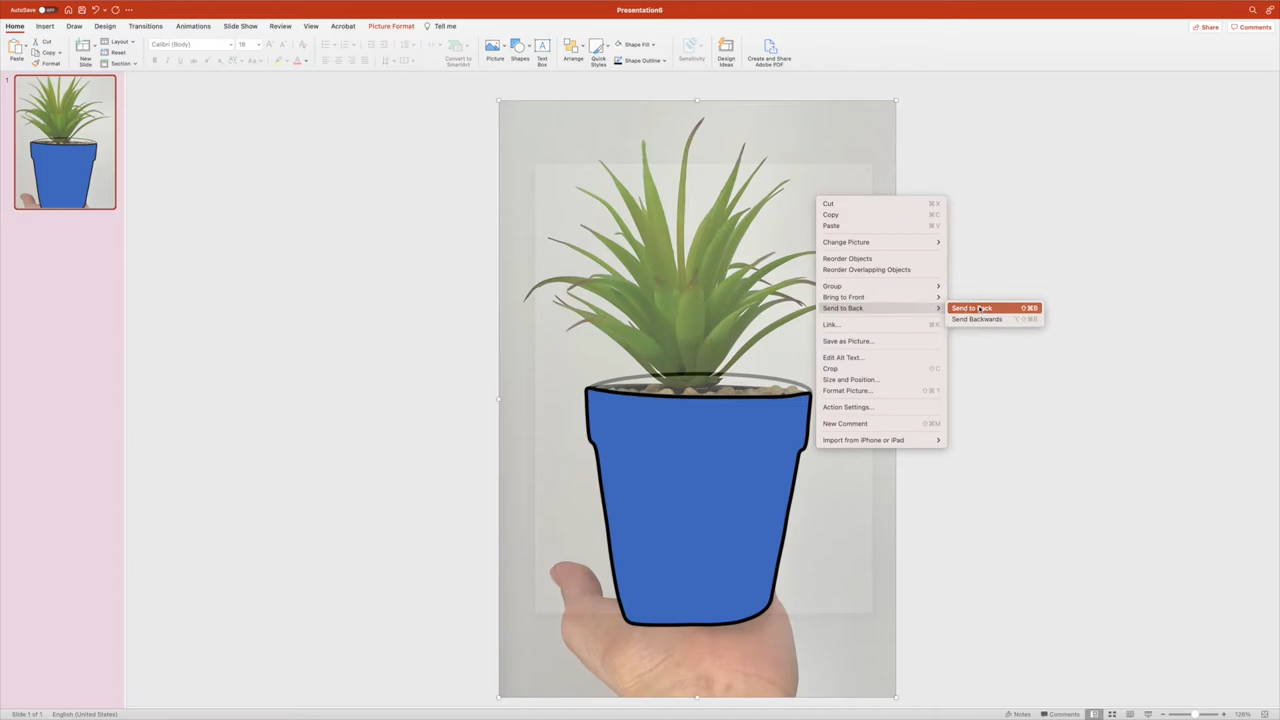 AutoSave OFF
Presentation6
Home Insert Draw Design Transitions Animations Slide Show Review View Acrobat Picture Format Tell me
Share Comments
Paste
Cut
Copy
Format
New Slide
Layout
Reset
Section
Calibri (Body) 18
Convert to SmartArt
Picture
Shapes
Text Box
Arrange
Quick Styles
Shape Fill
Shape Outline
Sensitivity
Design Ideas
Create and Share Adobe PDF
1
Cut ⌘X
Copy ⌘C
Paste ⌘V
Change Picture
Reorder Objects
Reorder Overlapping Objects
Group
Bring to Front
Send to Back
Send to Back ⇧⌘B
Send Backwards ⌥⇧⌘B
Link... ⌘K
Save as Picture...
Edit Alt Text...
Crop ⇧C
Size and Position...
Format Picture... ⇧⌘1
Action Settings...
New Comment ⇧⌘M
Import from iPhone or iPad
Slide 1 of 1 English (United States)
Notes Comments 126%